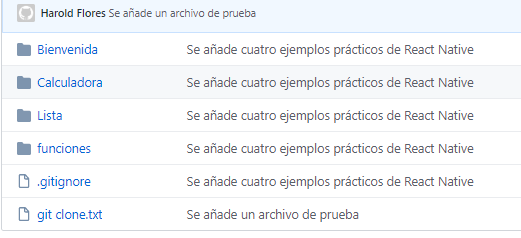 Harold Flores Se añade un archivo de prueba
Bienvenida Se añade cuatro ejemplos prácticos de React Native
Calculadora Se añade cuatro ejemplos prácticos de React Native
Lista Se añade cuatro ejemplos prácticos de React Native
funciones Se añade cuatro ejemplos prácticos de React Native
.gitignore Se añade cuatro ejemplos prácticos de React Native
git clone.txt Se añade un archivo de prueba